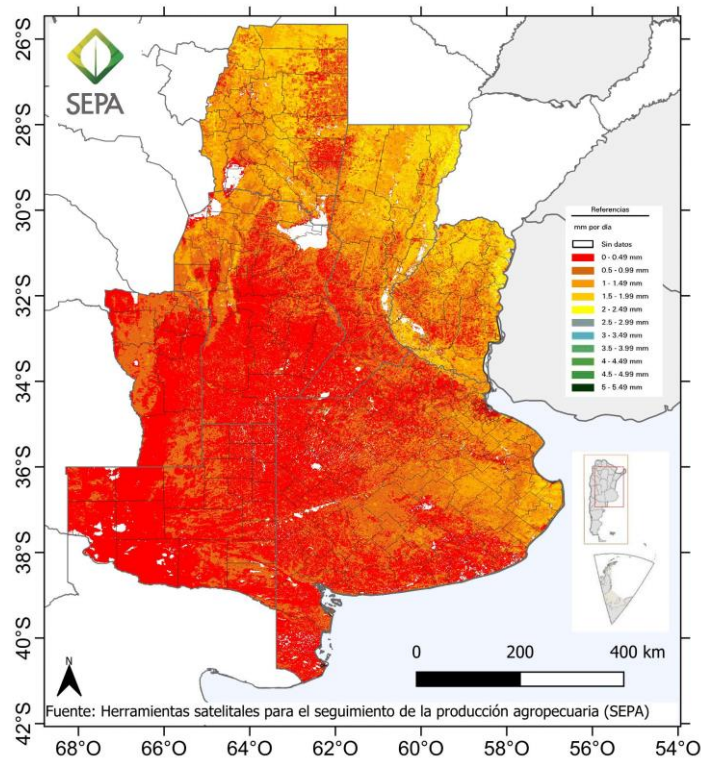 26°S
28°S
30°S
32°S
34°S
36°S
38°S
40°S
42°S
SEPA
Referencias
mm por día
Sin datos
0 - 0.49 mm
0.5 - 0.99 mm
1 - 1.49 mm
1.5 - 1.99 mm
2 - 2.49 mm
2.5 - 2.99 mm
3 - 3.49 mm
3.5 - 3.99 mm
4 - 4.49 mm
4.5 - 4.99 mm
5 - 5.49 mm
N
0 200 400 km
Fuente: Herramientas satelitales para el seguimiento de la producción agropecuaria (SEPA)
68°O 66°O 64°O 62°O 60°O 58°O 56°O 54°O